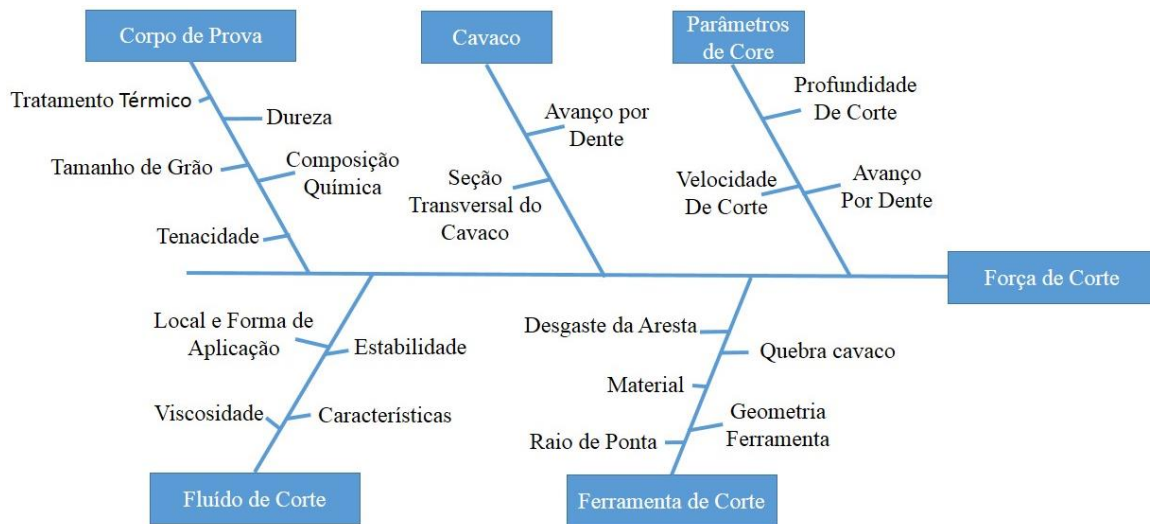 Corpo de Prova
Cavaco
Parâmetros
de Core
Tratamento Térmico
Dureza
Tamanho de Grão
Composição
Química
Tenacidade
Avanço por
Dente
Seção
Transversal do
Cavaco
Profundidade
De Corte
Velocidade
De Corte
Avanço
Por Dente
Força de Corte
Local e Forma de
Aplicação
Estabilidade
Viscosidade
Características
Desgaste da Aresta
Quebra cavaco
Material
Geometria
Ferramenta
Raio de Ponta
Fluído de Corte
Ferramenta de Corte